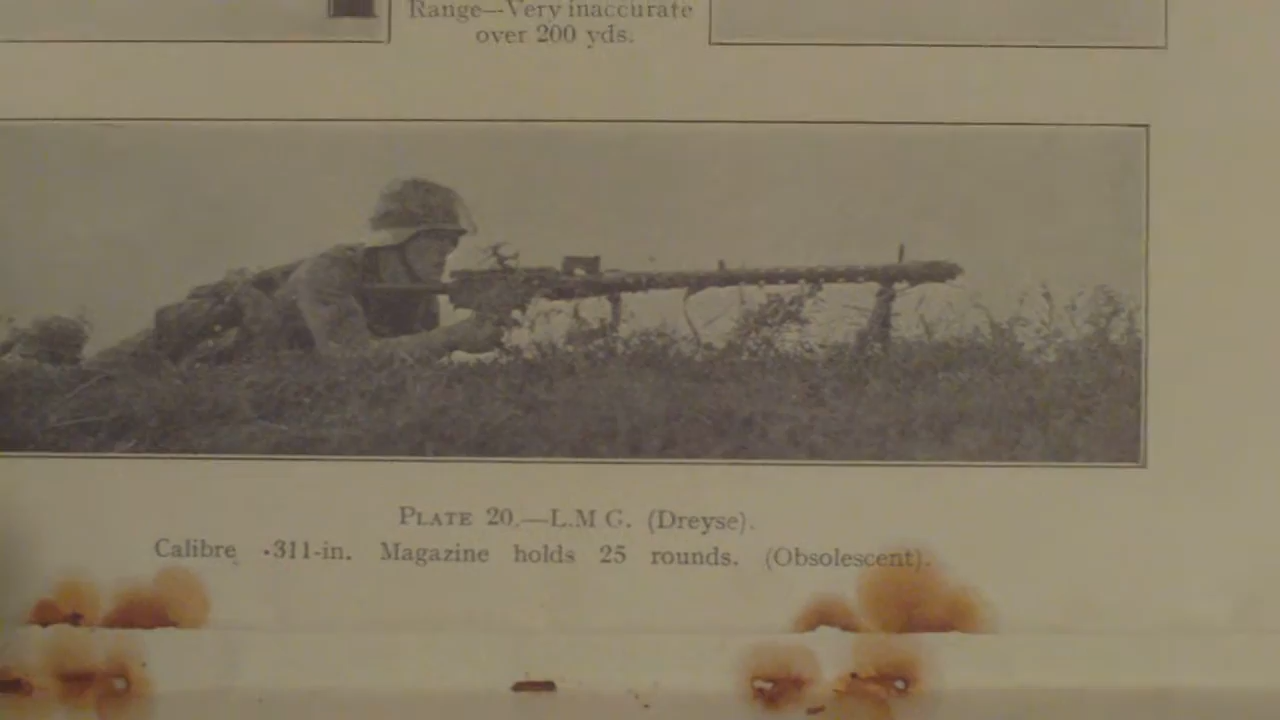 Range—Very inaccurate
over 200 yds.
PLATE 20.—L.M G. (Dreyse).
Calibre ·311-in. Magazine holds 25 rounds. (Obsolescent).